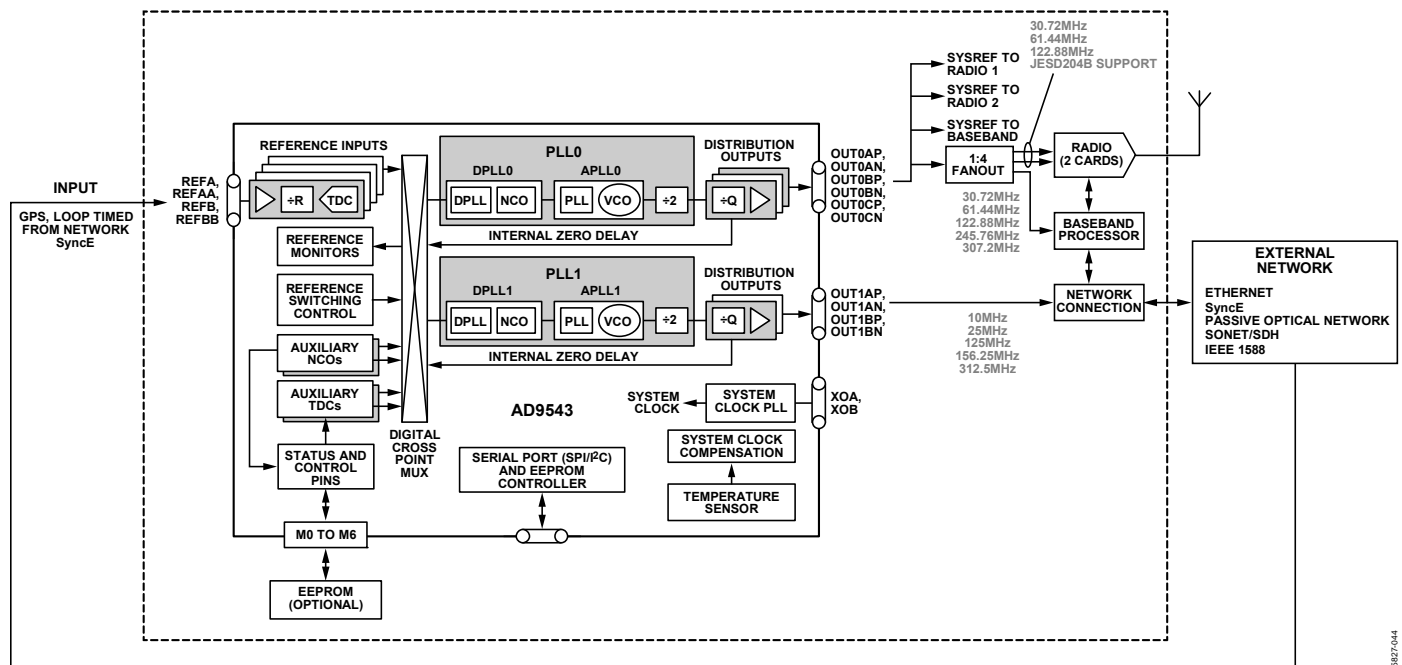 30.72MHz
61.44MHz
122.88MHz
JESD204B SUPPORT
SYSREF TO
RADIO 1
SYSREF TO
RADIO 2
SYSREF TO
BASEBAND
1:4
FANOUT
RADIO
(2 CARDS)
INPUT
GPS, LOOP TIMED
FROM NETWORK
SyncE
REFA,
REFAA,
REFB,
REFBB
REFERENCE INPUTS
÷R
TDC
PLL0
DPLL0
APLL0
DPLL
NCO
PLL
VCO
÷2
DISTRIBUTION
OUTPUTS
÷Q
INTERNAL ZERO DELAY
OUT0AP,
OUT0AN,
OUT0BP,
OUT0BN,
OUT0CP,
OUT0CN
30.72MHz
61.44MHz
122.88MHz
245.76MHz
307.2MHz
BASEBAND
PROCESSOR
REFERENCE
MONITORS
REFERENCE
SWITCHING
CONTROL
PLL1
DPLL1
APLL1
DPLL
NCO
PLL
VCO
÷2
DISTRIBUTION
OUTPUTS
÷Q
INTERNAL ZERO DELAY
OUT1AP,
OUT1AN,
OUT1BP,
OUT1BN
10MHz
25MHz
125MHz
156.25MHz
312.5MHz
NETWORK
CONNECTION
EXTERNAL
NETWORK
ETHERNET
SyncE
PASSIVE OPTICAL NETWORK
SONET/SDH
IEEE 1588
AUXILIARY
NCOs
AUXILIARY
TDCs
STATUS AND
CONTROL
PINS
DIGITAL
CROSS
POINT
MUX
AD9543
SYSTEM
CLOCK
SYSTEM
CLOCK PLL
XOA,
XOB
SYSTEM CLOCK
COMPENSATION
TEMPERATURE
SENSOR
SERIAL PORT (SPI/I²C)
AND EEPROM
CONTROLLER
M0 TO M6
EEPROM
(OPTIONAL)